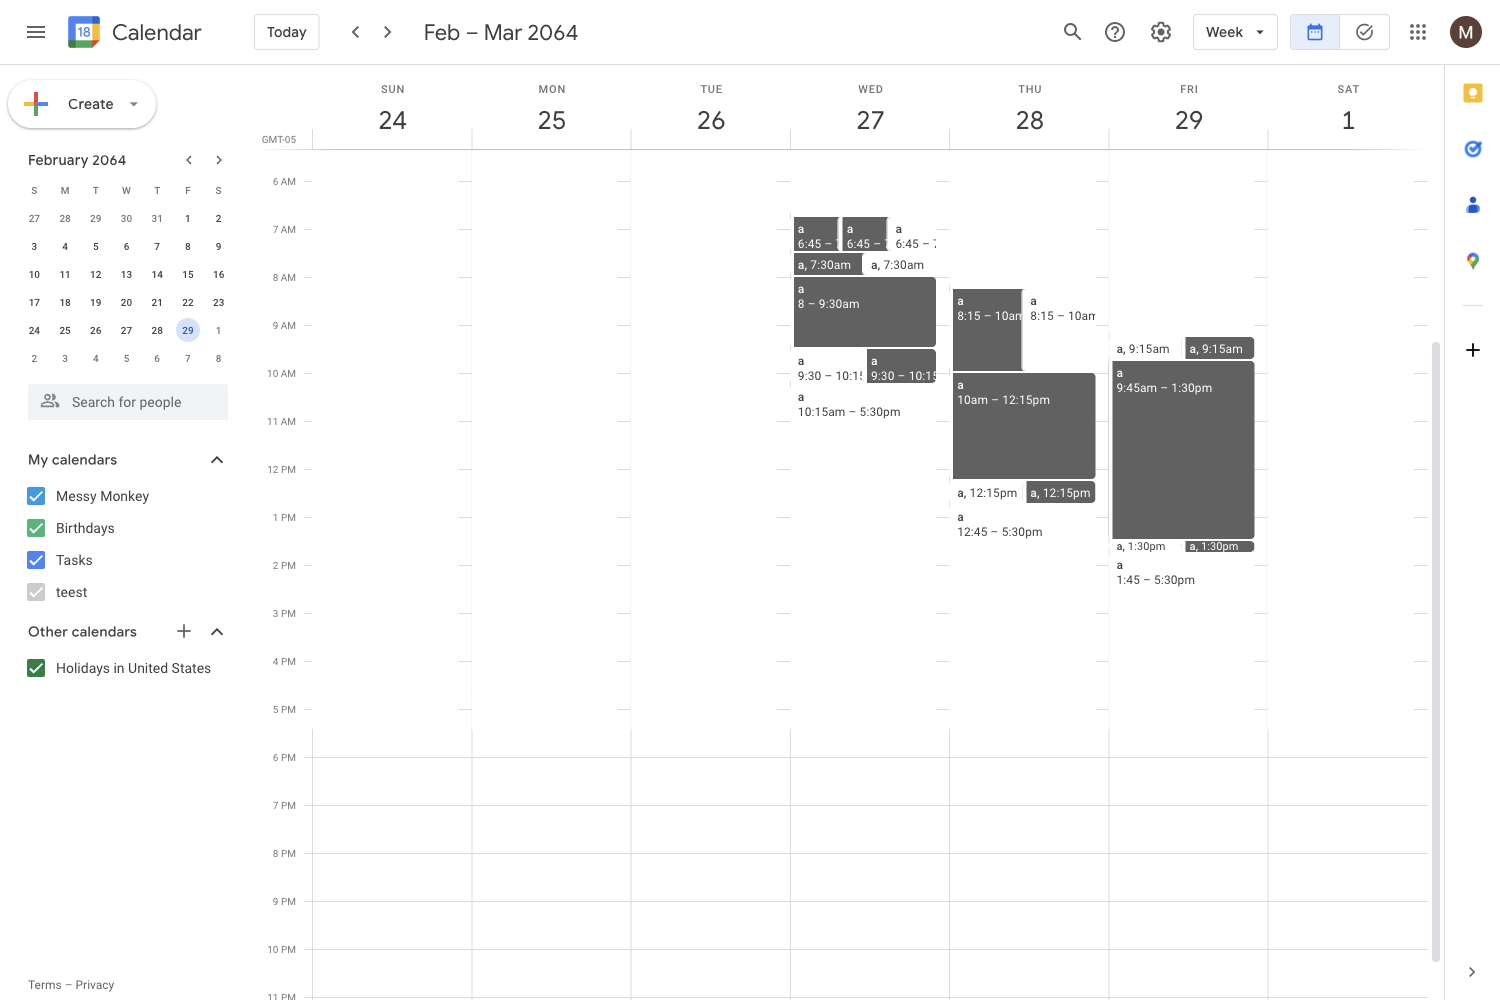 18 Calendar Today Feb – Mar 2064 Week M
Create
February 2064
S M T W T F S
27 28 29 30 31 1 2
3 4 5 6 7 8 9
10 11 12 13 14 15 16
17 18 19 20 21 22 23
24 25 26 27 28 29 1
2 3 4 5 6 7 8
Search for people
My calendars
Messy Monkey
Birthdays
Tasks
teest
Other calendars
Holidays in United States
Terms – Privacy
SUN MON TUE WED THU FRI SAT
24 25 26 27 28 29 1
GMT-05
6 AM
7 AM
8 AM
9 AM
10 AM
11 AM
12 PM
1 PM
2 PM
3 PM
4 PM
5 PM
6 PM
7 PM
8 PM
9 PM
10 PM
11 PM
a
6:45 –
a
6:45 –
a
6:45 –
a, 7:30am
a, 7:30am
a
8 – 9:30am
a
9:30 – 10:15
a
9:30 – 10:15
a
10:15am – 5:30pm
a
8:15 – 10am
a
8:15 – 10am
a
10am – 12:15pm
a, 12:15pm
a, 12:15pm
a
12:45 – 5:30pm
a, 9:15am
a, 9:15am
a
9:45am – 1:30pm
a, 1:30pm
a, 1:30pm
a
1:45 – 5:30pm